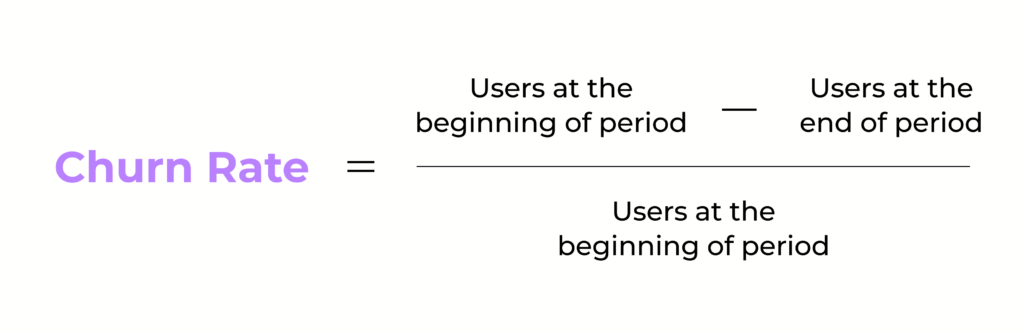 Users at the
beginning of period
—
Users at the
end of period
Churn Rate =
Users at the
beginning of period